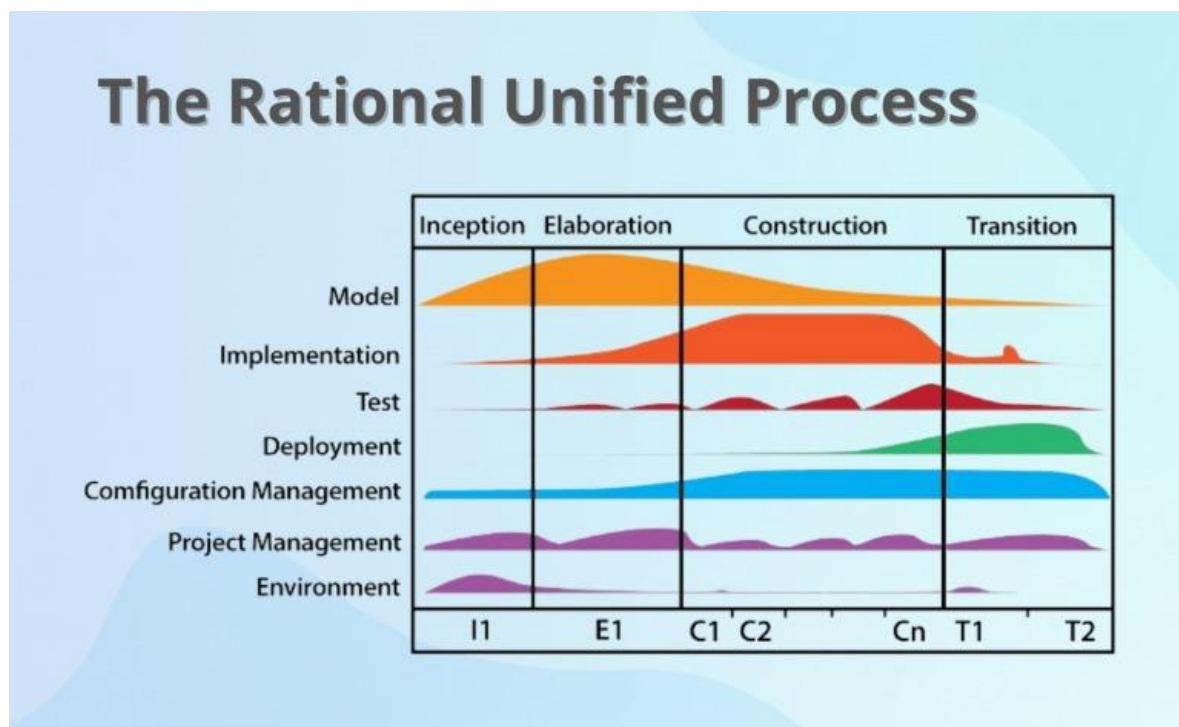 The Rational Unified Process
Inception Elaboration Construction Transition
Model
Implementation
Test
Deployment
Comfiguration Management
Project Management
Environment
I1 E1 C1 C2 Cn T1 T2